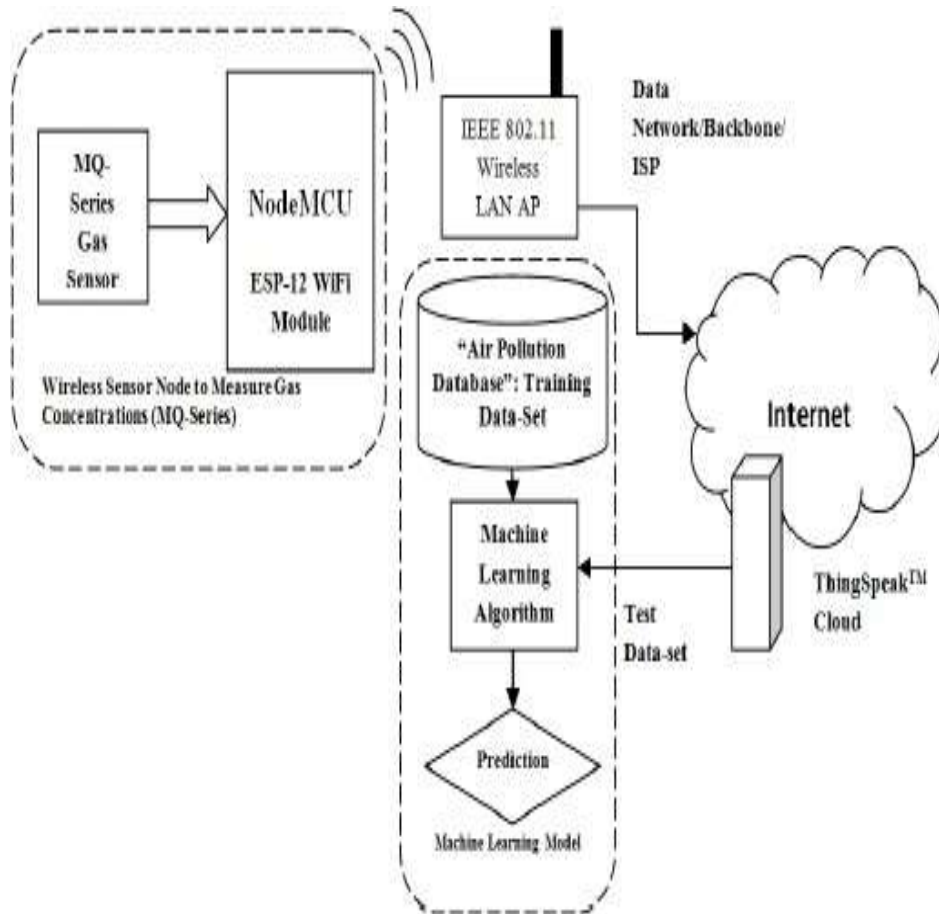 MQ-
Series
Gas
Sensor
NodeMCU
ESP-12 WiFi
Module
Wireless Sensor Node to Measure Gas
Concentrations (MQ-Series)
IEEE 802.11
Wireless
LAN AP
Data
Network/Backbone/
ISP
Internet
ThingSpeak™
Cloud
“Air Pollution
Database”: Training
Data-Set
Machine
Learning
Algorithm
Test
Data-set
Prediction
Machine Learning Model